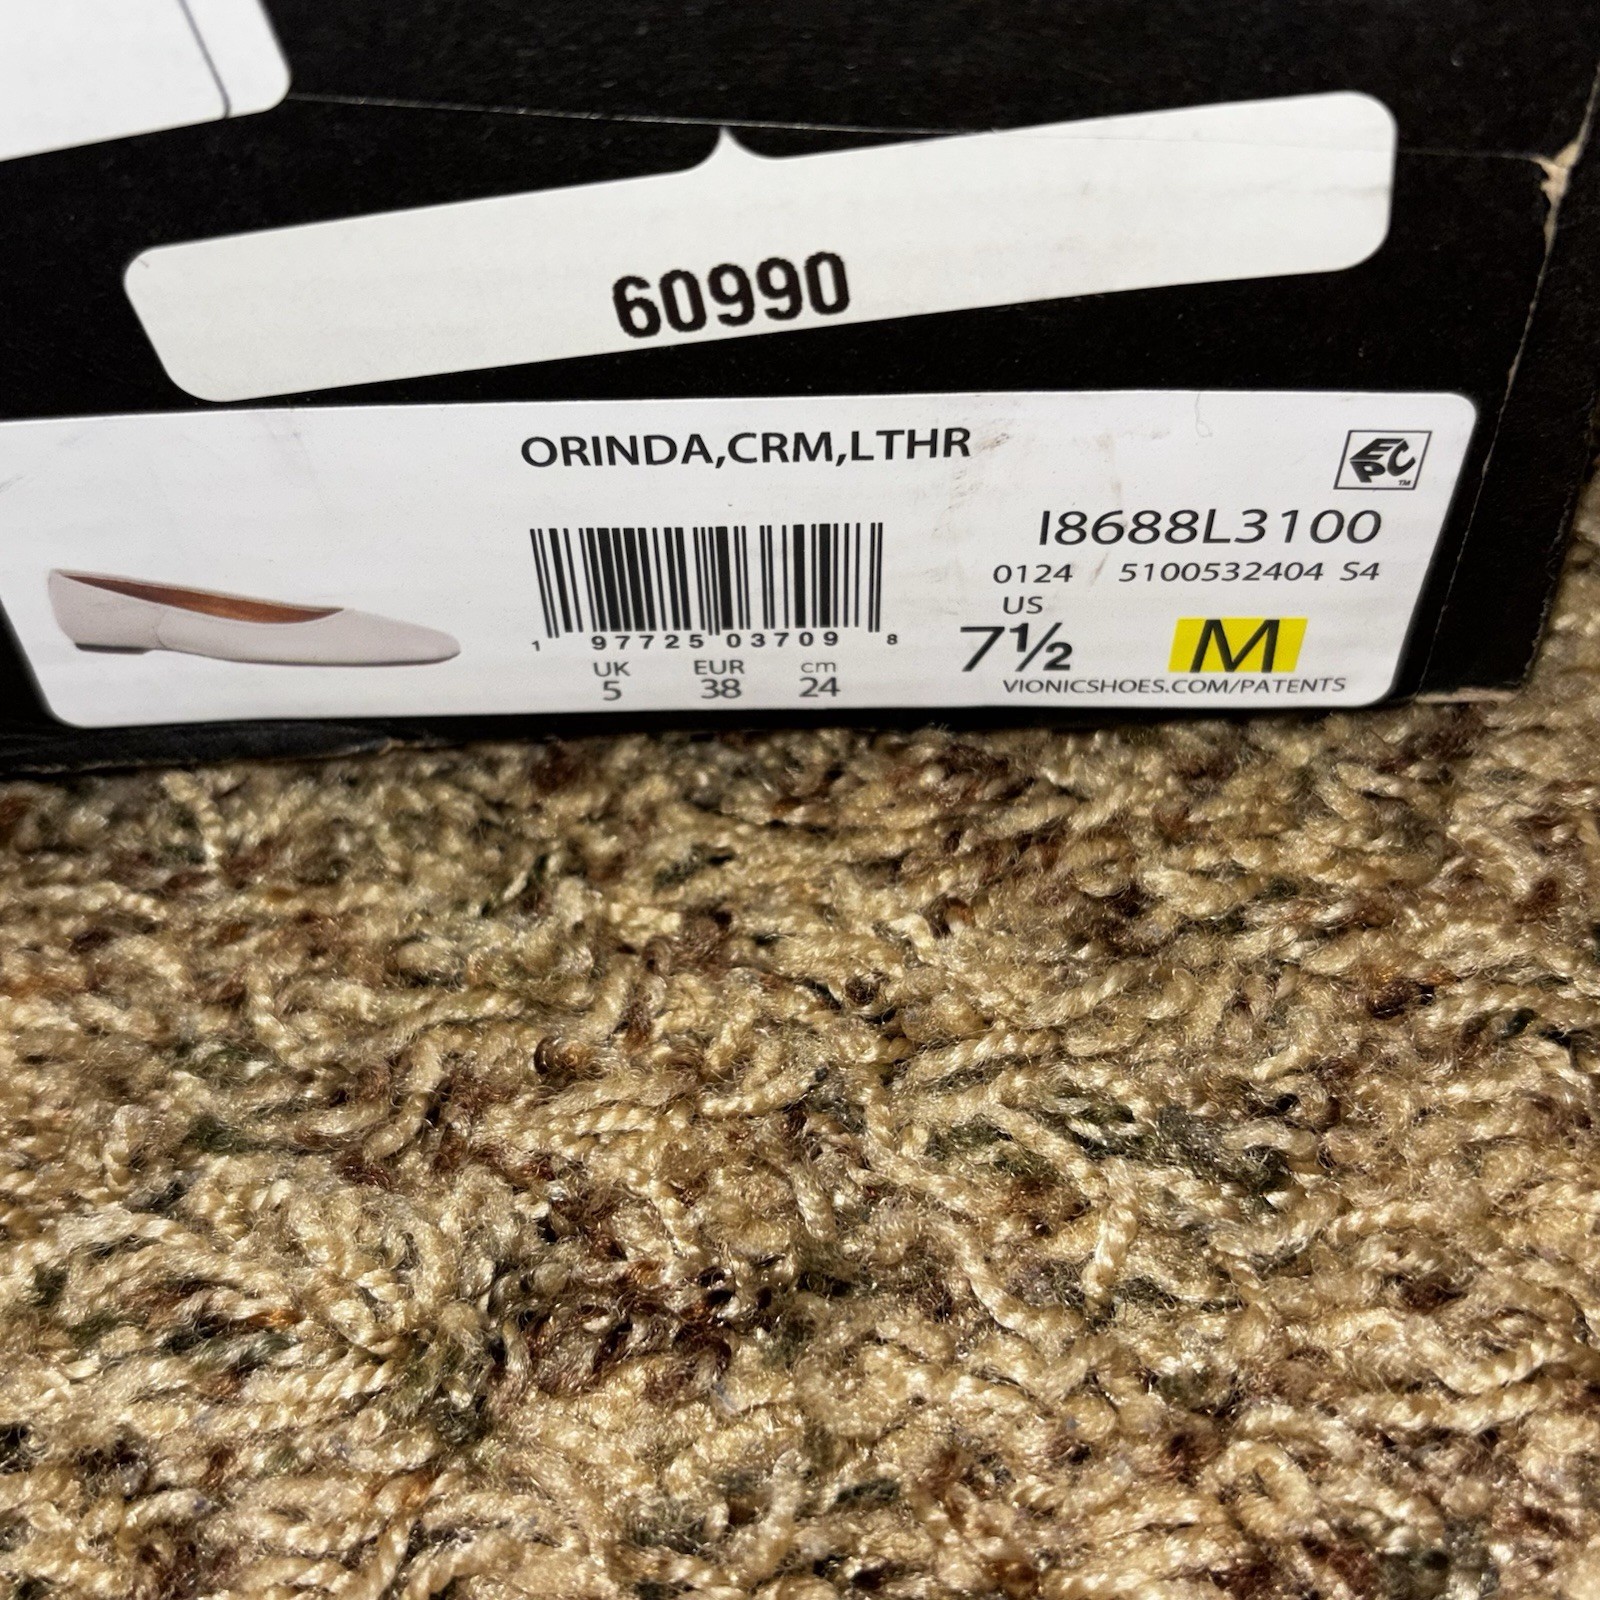 60990
ORINDA,CRM,LTHR
EPC™
I8688L3100
0124 5100532404 S4
US
7½ M
1 97725 03709 8
UK EUR cm
5 38 24
VIONICSHOES.COM/PATENTS